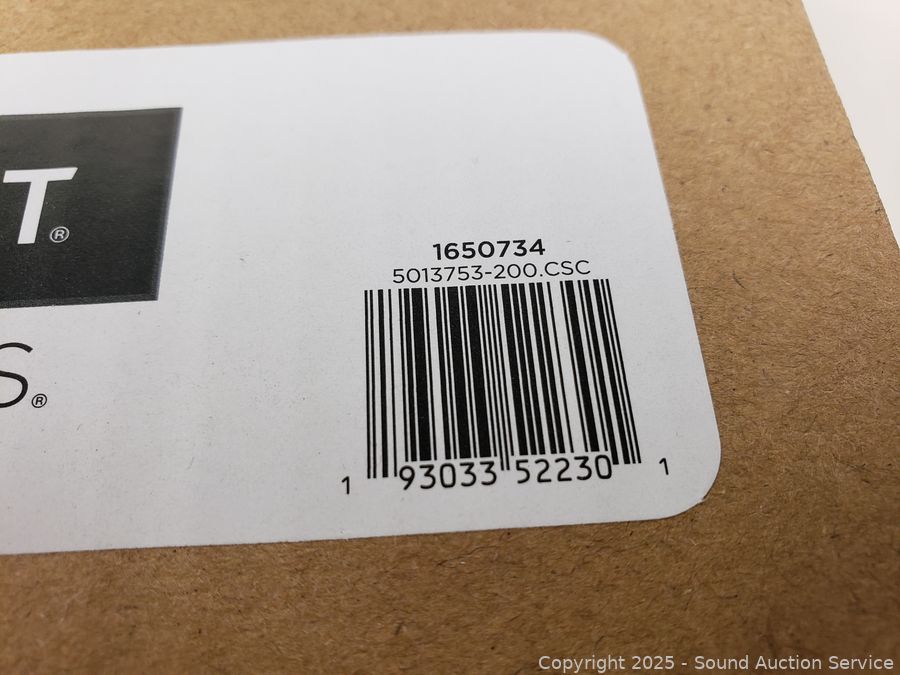 T®
S®
1650734
5013753-200.CSC
1 93033 52230 1
Copyright 2025 - Sound Auction Service